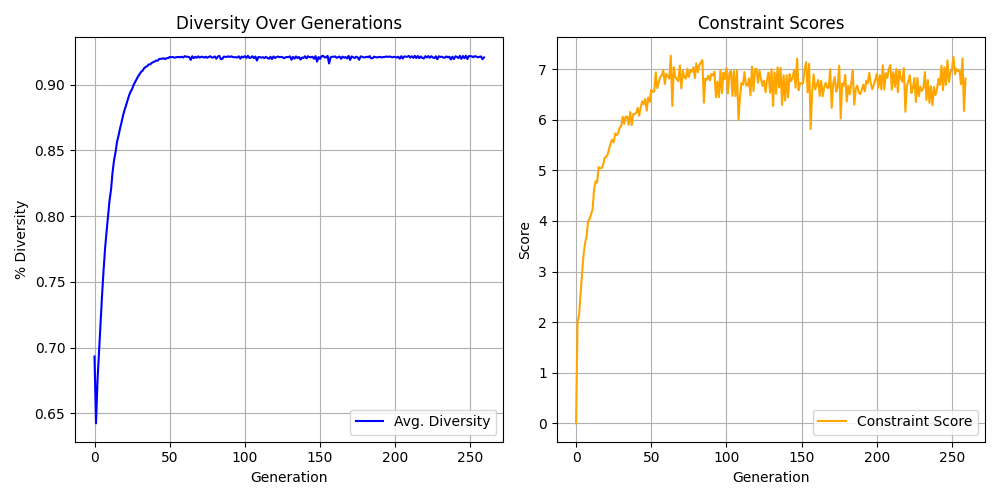 Diversity Over Generations
% Diversity
0.90
0.85
0.80
0.75
0.70
0.65
0 50 100 150 200 250
Generation
Avg. Diversity
Constraint Scores
Score
7
6
5
4
3
2
1
0
0 50 100 150 200 250
Generation
Constraint Score